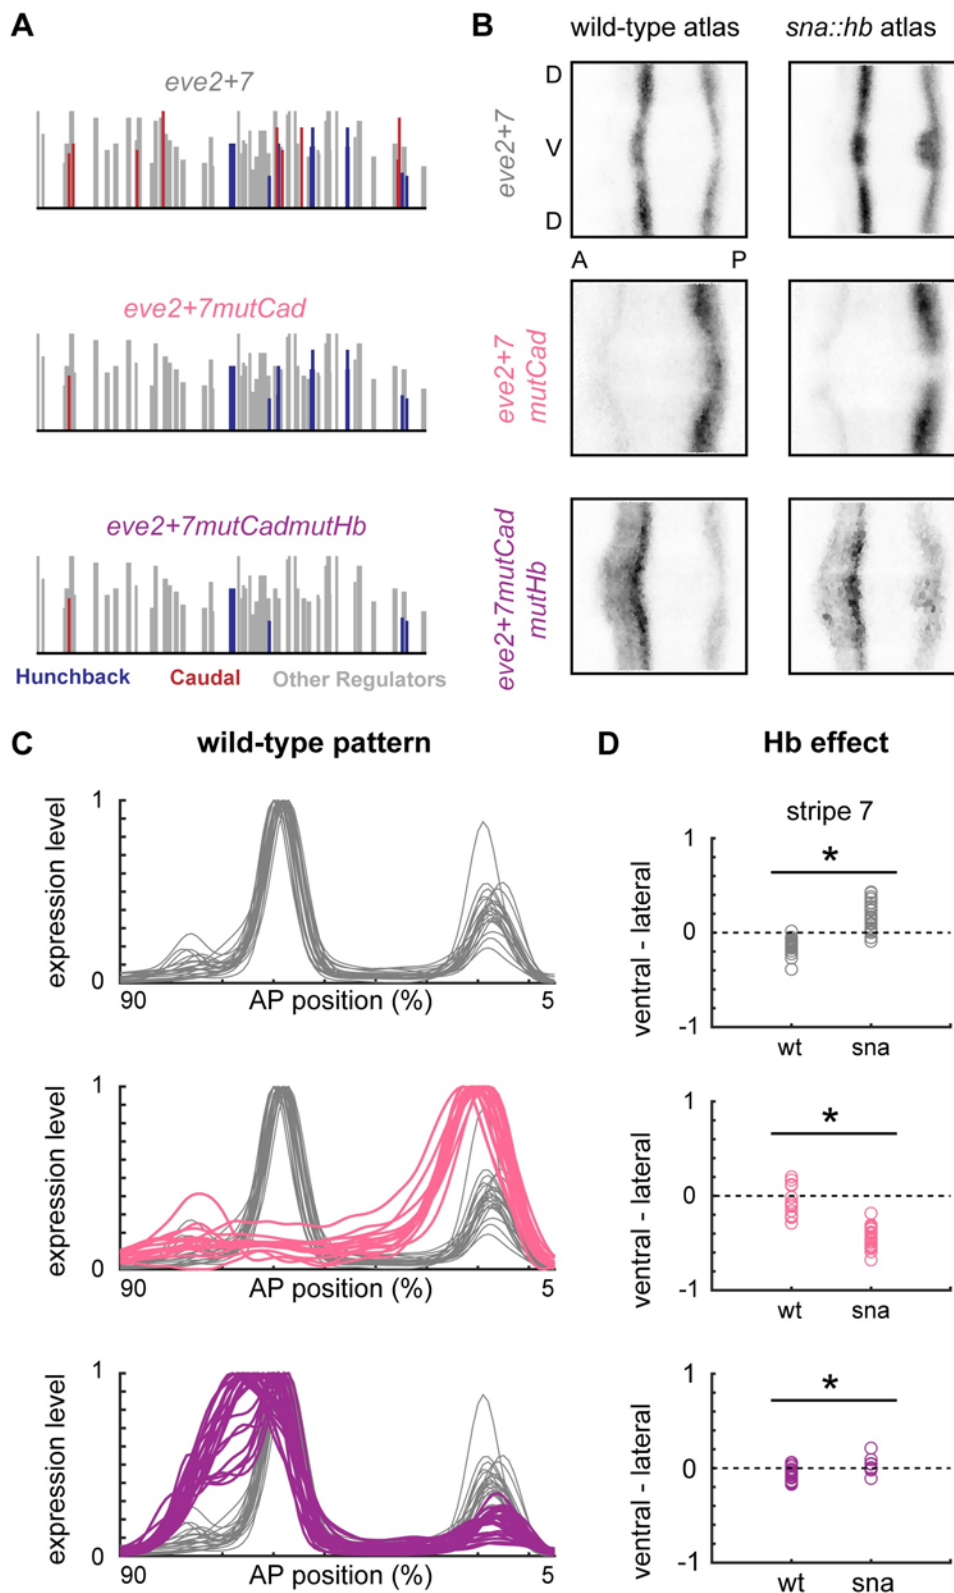 A
eve2+7
eve2+7mutCad
eve2+7mutCadmutHb
Hunchback Caudal Other Regulators
B
wild-type atlas sna::hb atlas
eve2+7
D
V
D
A P
eve2+7
mutCad
eve2+7mutCad
mutHb
C wild-type pattern
expression level
1
0
90 AP position (%) 5
expression level
1
0
90 AP position (%) 5
expression level
1
0
90 AP position (%) 5
D Hb effect
stripe 7
ventral - lateral
1
*
0
-1
wt sna
ventral - lateral
1
*
0
-1
wt sna
ventral - lateral
1
*
0
-1
wt sna